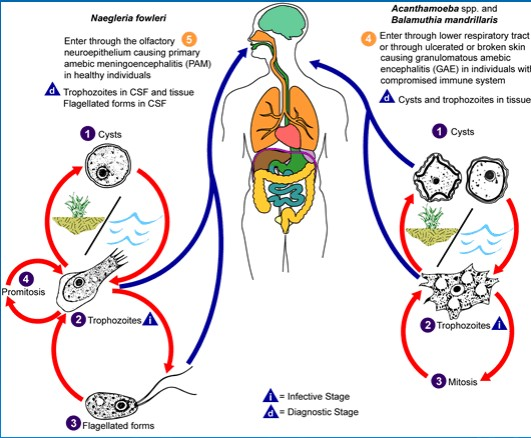 Naegleria fowleri
Enter through the olfactory 5
neuroepithelium causing primary
amebic meningoencephalitis (PAM)
in healthy individuals
d Trophozoites in CSF and tissue
Flagellated forms in CSF
1 Cysts
4
Promitosis
2 Trophozoites i
3 Flagellated forms
Acanthamoeba spp. and
Balamuthia mandrillaris
4 Enter through lower respiratory tract
or through ulcerated or broken skin
causing granulomatous amebic
encephalitis (GAE) in individuals with
compromised immune system
d Cysts and trophozoites in tissue
1 Cysts
2 Trophozoites i
3 Mitosis
i = Infective Stage
d = Diagnostic Stage